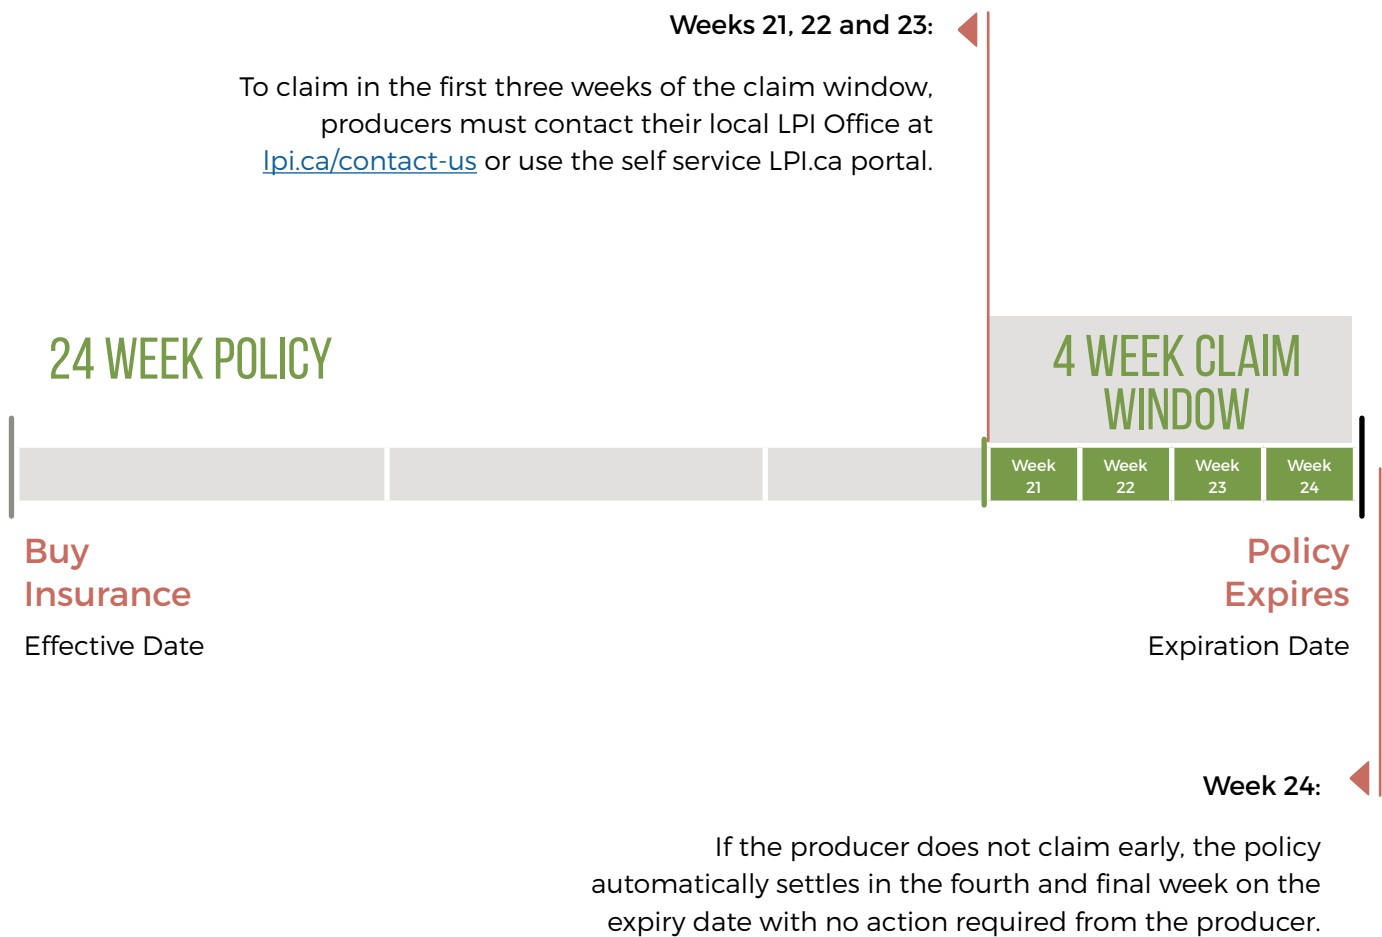 Weeks 21, 22 and 23:
To claim in the first three weeks of the claim window,
producers must contact their local LPI Office at
lpi.ca/contact-us or use the self service LPI.ca portal.
24 WEEK POLICY
4 WEEK CLAIM
WINDOW
Week
21
Week
22
Week
23
Week
24
Buy
Insurance
Effective Date
Policy
Expires
Expiration Date
Week 24:
If the producer does not claim early, the policy
automatically settles in the fourth and final week on the
expiry date with no action required from the producer.